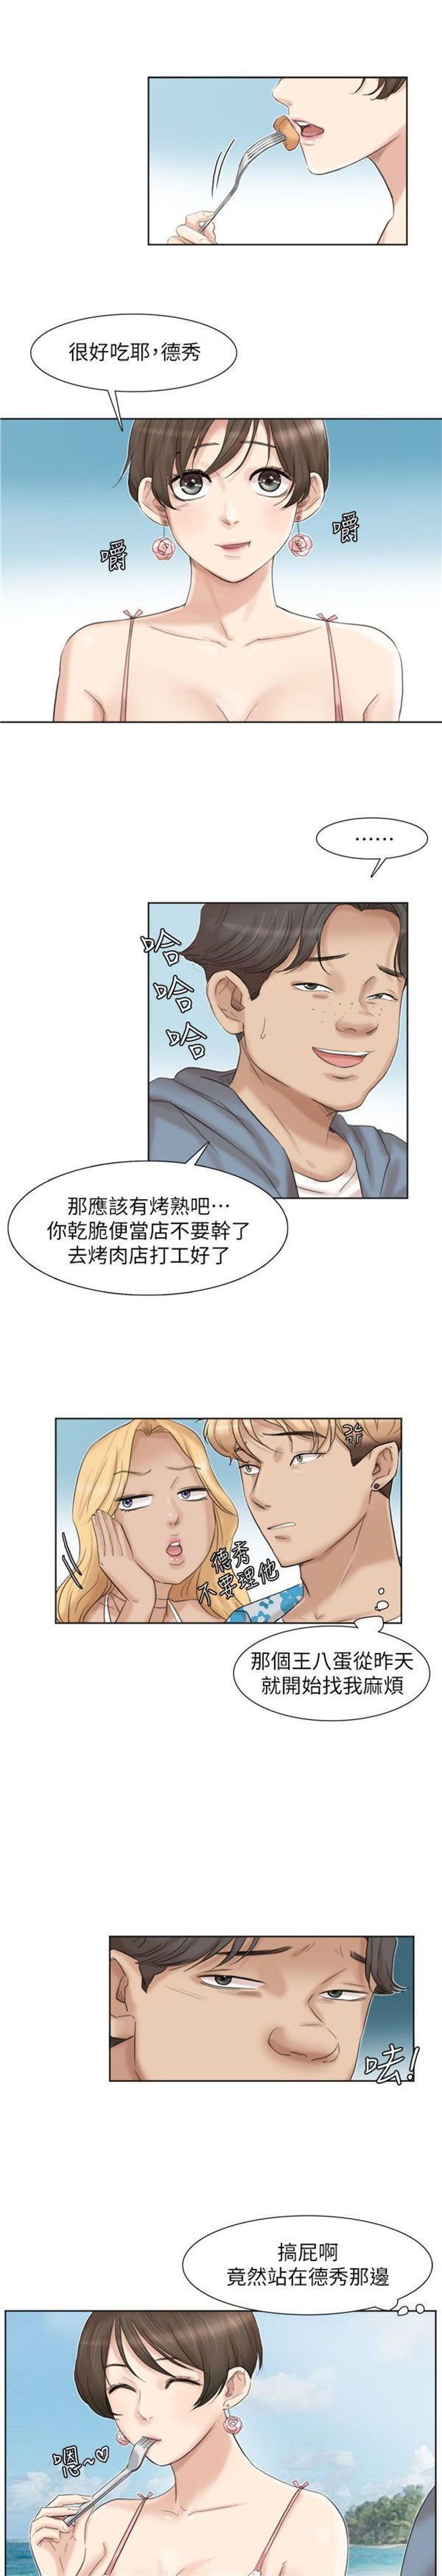 很好吃耶，德秀
嚼
嚼
……
哈
哈
哈
那應該有烤熟吧…
你乾脆便當店不要幹了
去烤肉店打工好了
德秀
不要理他
那個王八蛋從昨天
就開始找我麻煩
呿!
搞屁啊
竟然站在德秀那邊
嗯~♡